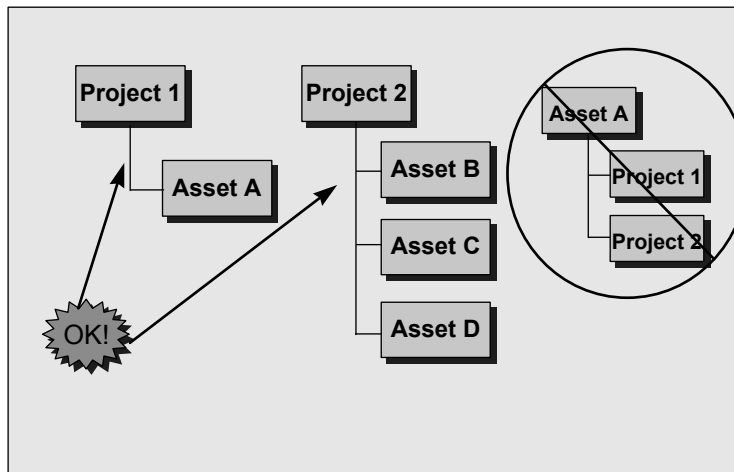 Project 1
Asset A
Project 2
Asset B
Asset C
Asset D
Asset A
Project 1
Project 2
OK!